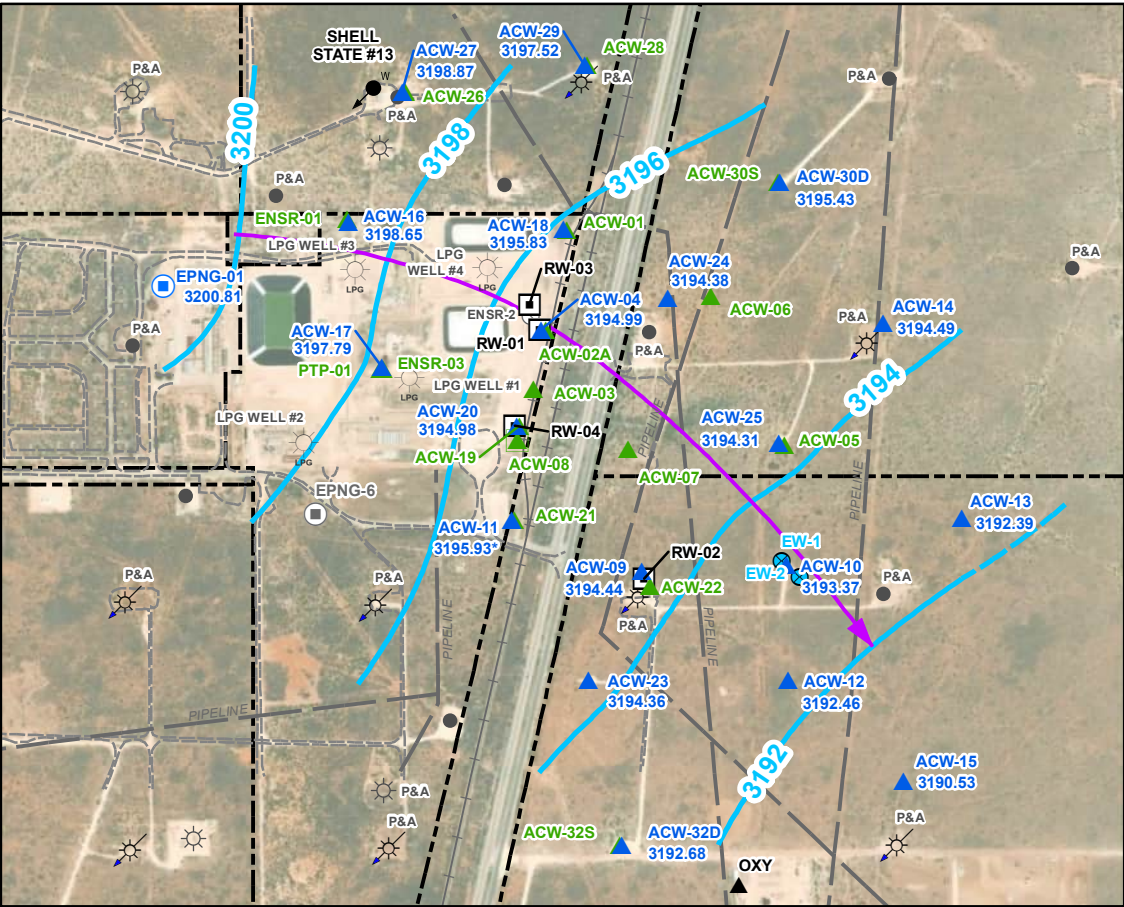 SHELL
STATE #13
W
P&A
ACW-27
3198.87
ACW-26
P&A
ACW-29
3197.52
ACW-28
P&A
P&A
3200
3198
3196
P&A
ENSR-01
ACW-16
3198.65
LPG WELL #3
LPG
LPG
WELL #4
LPG
ACW-18
3195.83
ACW-01
ACW-30S
ACW-30D
3195.43
P&A
EPNG-01
3200.81
RW-03
ENSR-2
ACW-04
3194.99
RW-01
ACW-02A
ACW-24
3194.38
ACW-06
P&A
ACW-14
3194.49
P&A
P&A
ACW-17
3197.79
PTP-01
ENSR-03
LPG
LPG WELL #1
ACW-03
3194
LPG WELL #2
LPG
ACW-20
3194.98
RW-04
ACW-19
ACW-08
PIPELINE
ACW-07
ACW-25
3194.31
ACW-05
PIPELINE
EPNG-6
ACW-11
3195.93*
ACW-21
ACW-13
3192.39
RW-02
ACW-09
3194.44
ACW-22
P&A
EW-1
EW-2
ACW-10
3193.37
P&A
P&A
P&A
PIPELINE
PIPELINE
ACW-23
3194.36
ACW-12
3192.46
PIPELINE
3192
ACW-15
3190.53
P&A
P&A
P&A
ACW-32S
ACW-32D
3192.68
OXY